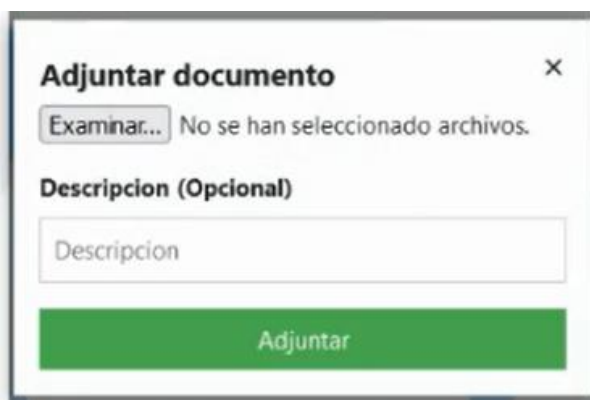 Adjuntar documento ×
Examinar... No se han seleccionado archivos.
Descripcion (Opcional)
Descripcion
Adjuntar